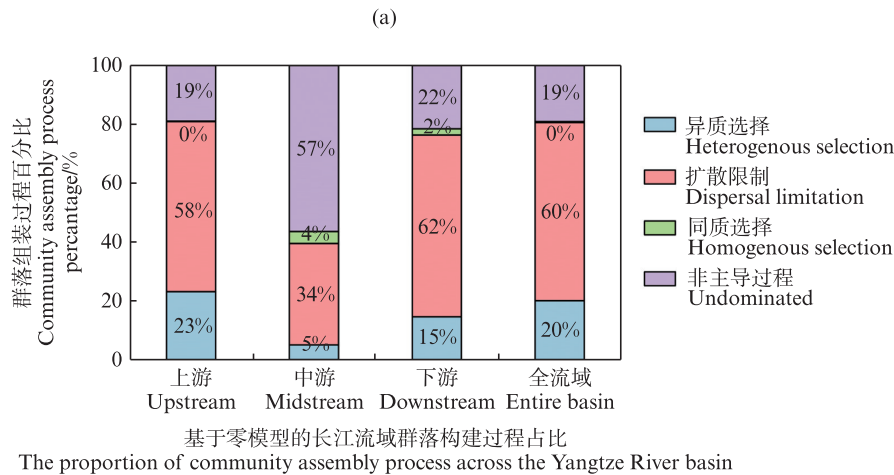 (a)
群落组装过程百分比
Community assembly process
percantage/%
100
80
60
40
20
0
19%
0%
58%
23%
57%
4%
34%
5%
22%
2%
62%
15%
19%
0%
60%
20%
上游
Upstream
中游
Midstream
下游
Downstream
全流域
Entire basin
异质选择
Heterogenous selection
扩散限制
Dispersal limitation
同质选择
Homogenous selection
非主导过程
Undominated
基于零模型的长江流域群落构建过程占比
The proportion of community assembly process across the Yangtze River basin